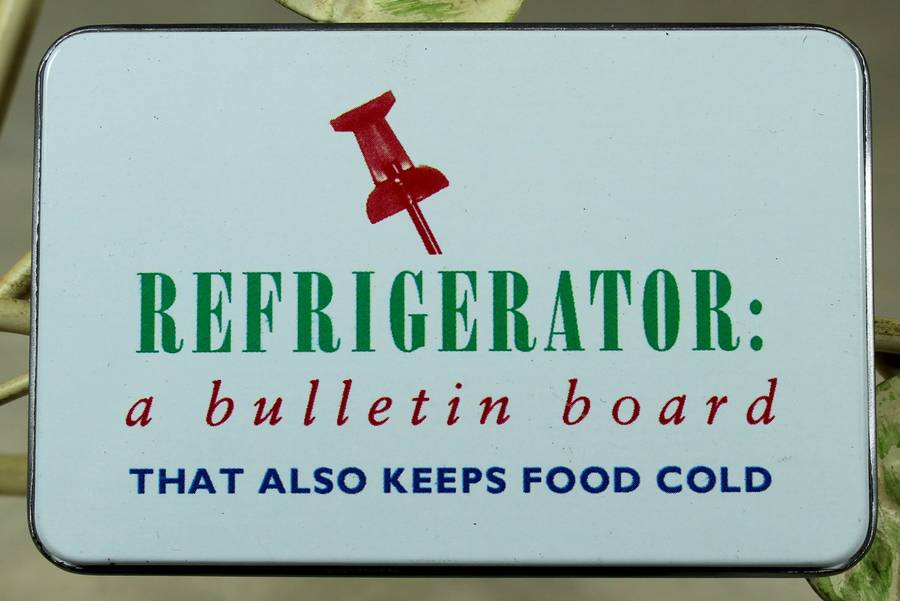 REFRIGERATOR:
a bulletin board
THAT ALSO KEEPS FOOD COLD